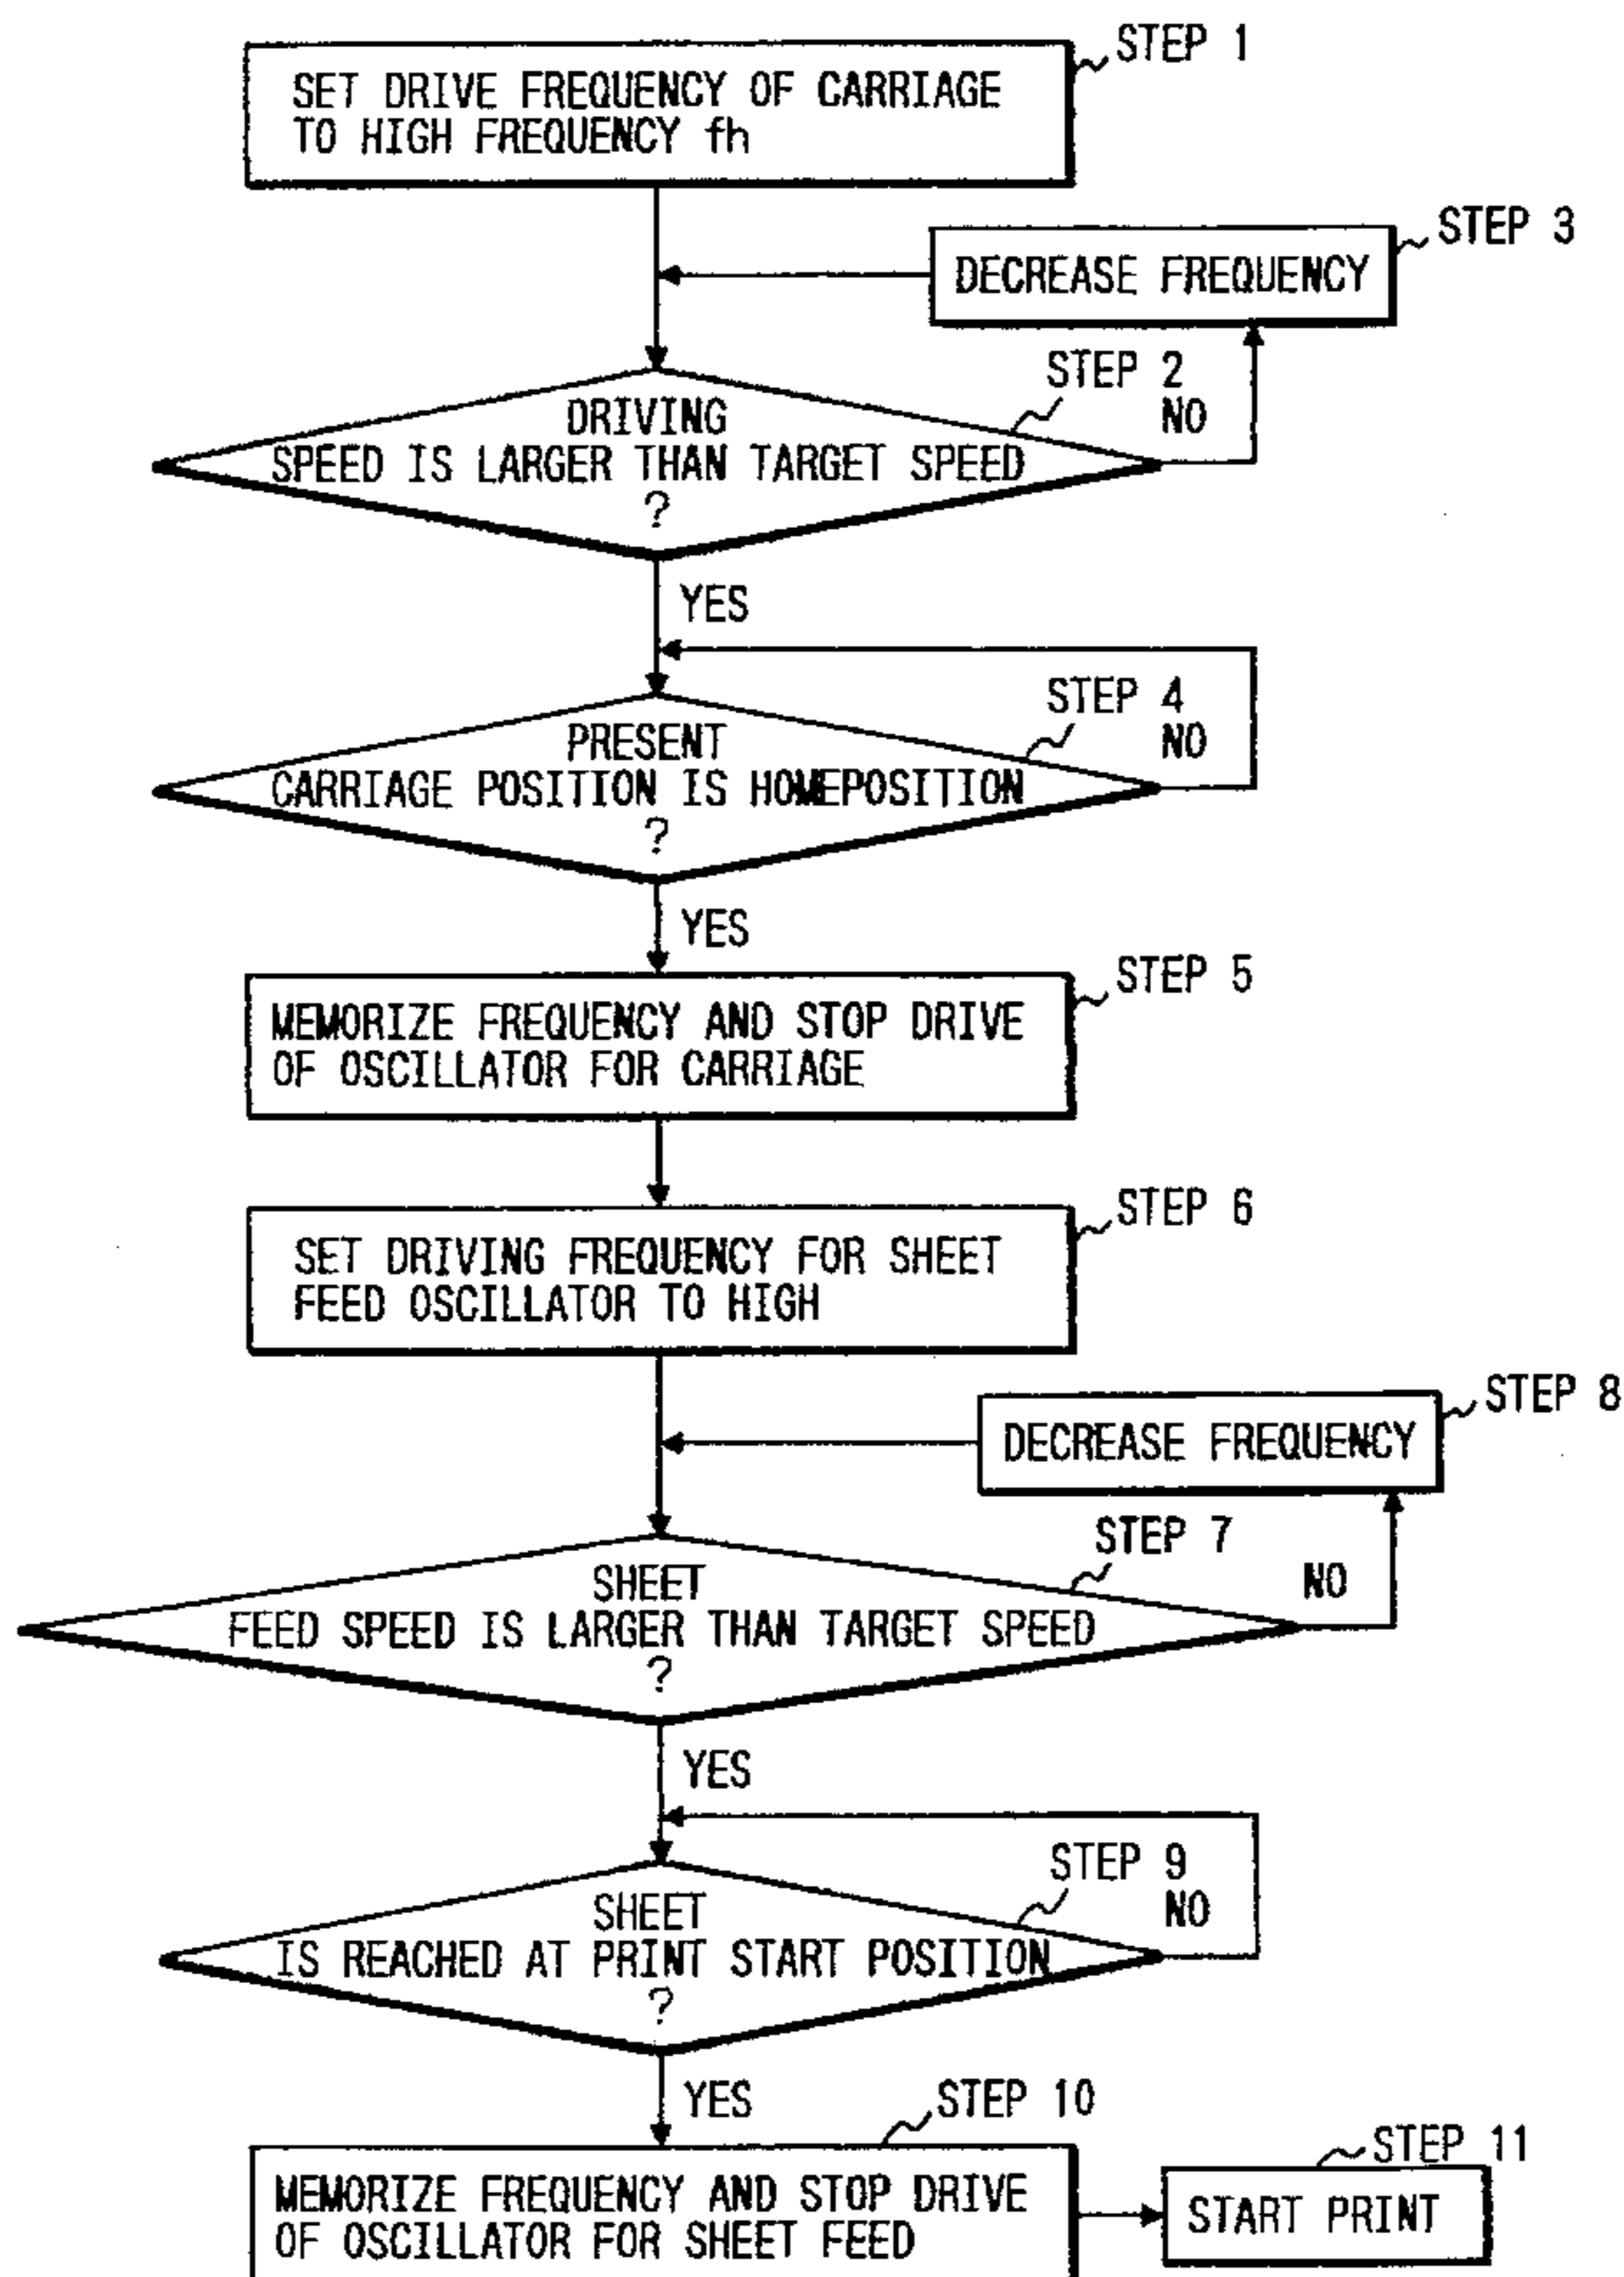 STEP 1
SET DRIVE FREQUENCY OF CARRIAGE
TO HIGH FREQUENCY fh
STEP 3
DECREASE FREQUENCY
STEP 2
NO
DRIVING
SPEED IS LARGER THAN TARGET SPEED
?
YES
STEP 4
NO
PRESENT
CARRIAGE POSITION IS HOMEPOSITION
?
YES
STEP 5
MEMORIZE FREQUENCY AND STOP DRIVE
OF OSCILLATOR FOR CARRIAGE
STEP 6
SET DRIVING FREQUENCY FOR SHEET
FEED OSCILLATOR TO HIGH
STEP 8
DECREASE FREQUENCY
STEP 7
NO
SHEET
FEED SPEED IS LARGER THAN TARGET SPEED
?
YES
STEP 9
NO
SHEET
IS REACHED AT PRINT START POSITION
?
YES
STEP 10
MEMORIZE FREQUENCY AND STOP DRIVE
OF OSCILLATOR FOR SHEET FEED
STEP 11
START PRINT